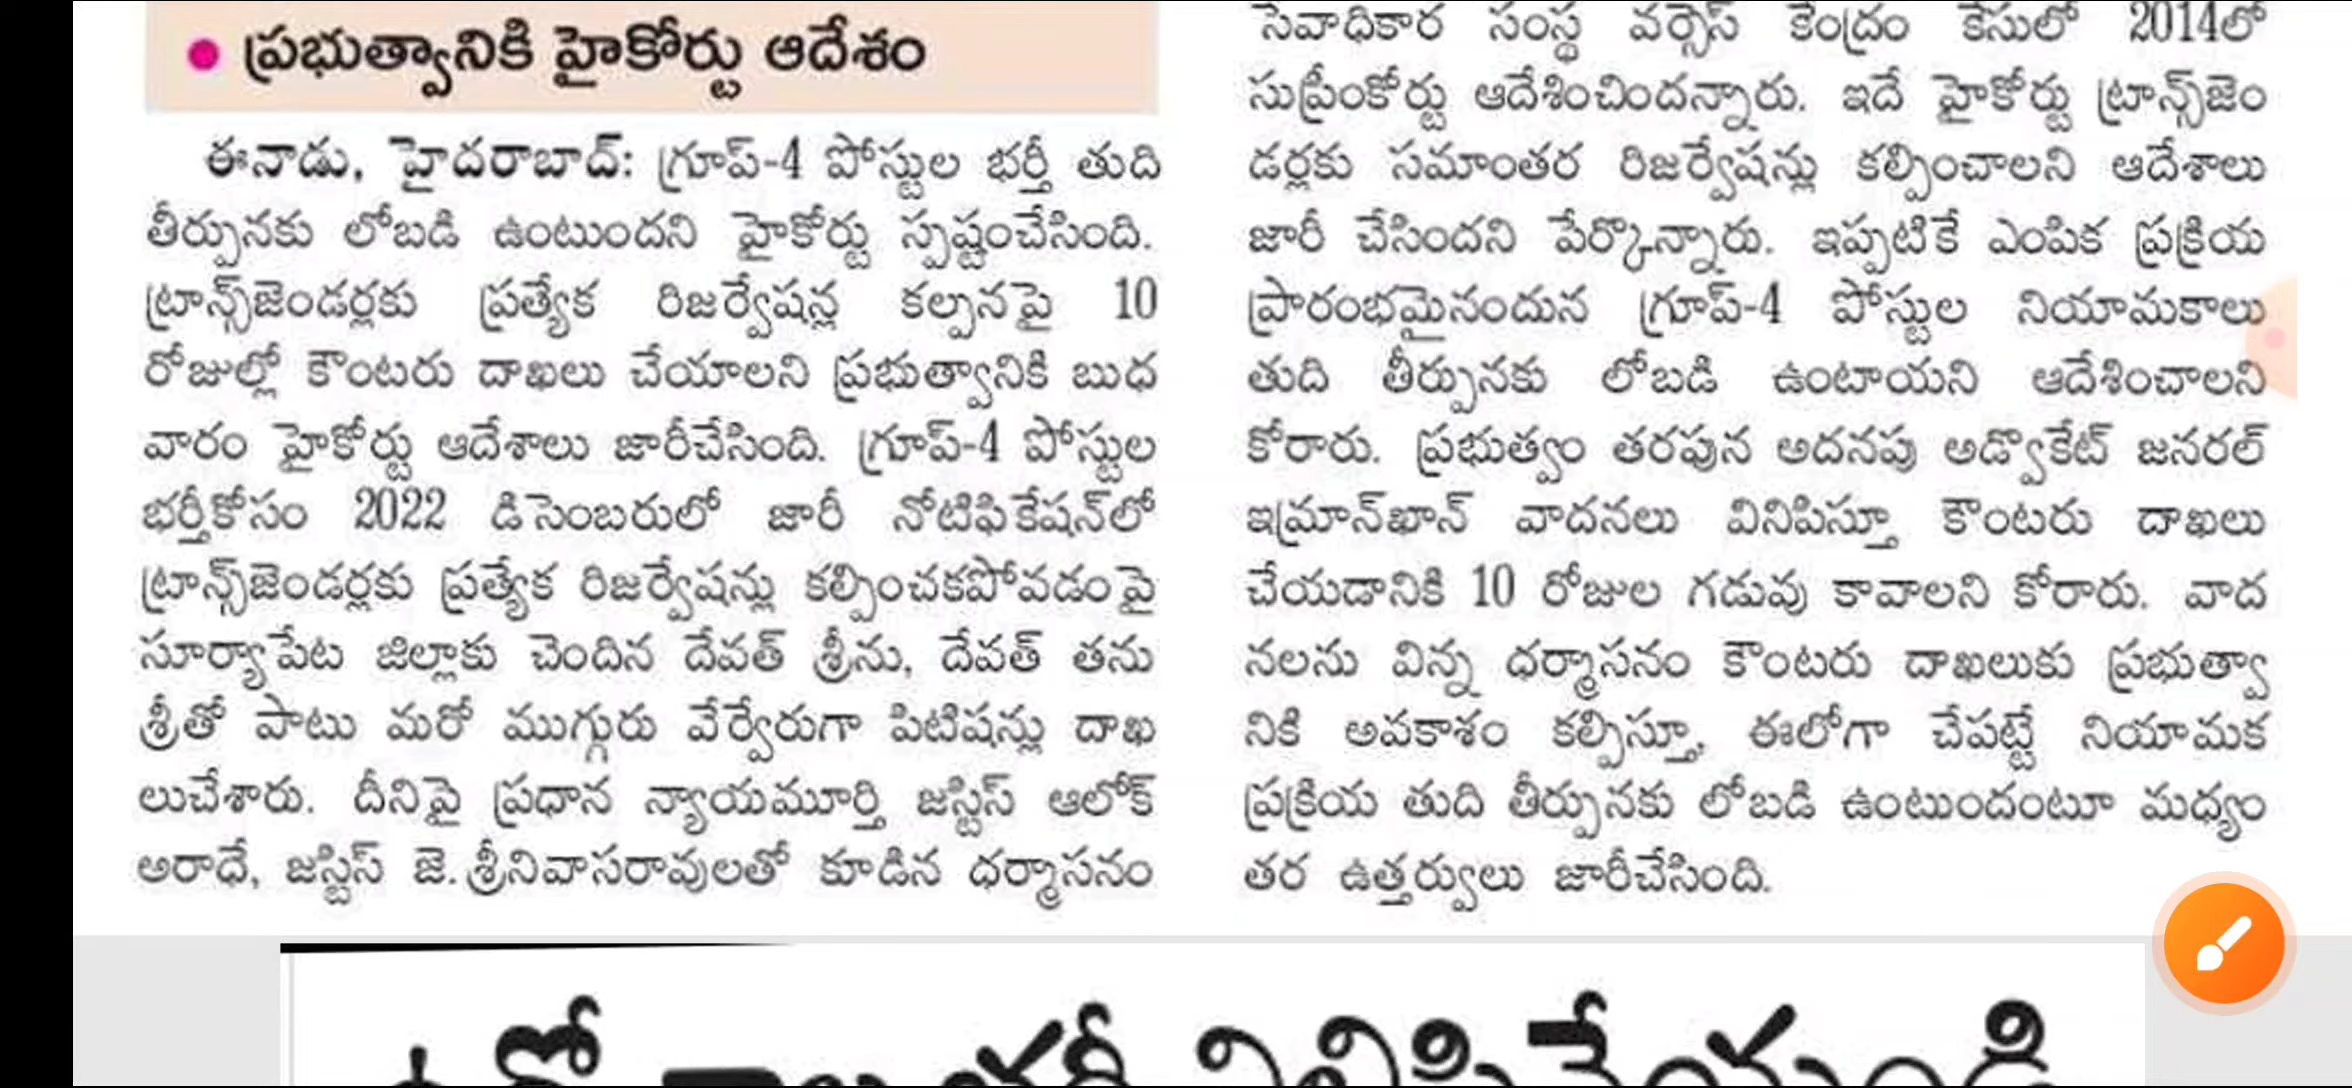 • ప్రభుత్వానికి హైకోర్టు ఆదేశం
ఈనాడు, హైదరాబాద్: గ్రూప్-4 పోస్టుల భర్తీ తుది
తీర్పునకు లోబడి ఉంటుందని హైకోర్టు స్పష్టంచేసింది.
ట్రాన్స్‌జెండర్లకు ప్రత్యేక రిజర్వేషన్ల కల్పనపై 10
రోజుల్లో కౌంటరు దాఖలు చేయాలని ప్రభుత్వానికి బుధ
వారం హైకోర్టు ఆదేశాలు జారీచేసింది. గ్రూప్-4 పోస్టుల
భర్తీకోసం 2022 డిసెంబరులో జారీ నోటిఫికేషన్‌లో
ట్రాన్స్‌జెండర్లకు ప్రత్యేక రిజర్వేషన్లు కల్పించకపోవడంపై
సూర్యాపేట జిల్లాకు చెందిన దేవత్ శ్రీను, దేవత్ తను
శ్రీతో పాటు మరో ముగ్గురు వేర్వేరుగా పిటిషన్లు దాఖ
లుచేశారు. దీనిపై ప్రధాన న్యాయమూర్తి జస్టిస్ ఆలోక్
అరాధే, జస్టిస్ జె.శ్రీనివాసరావులతో కూడిన ధర్మాసనం
సేవాధికార సంస్థ వర్సెస్ కేంద్రం కేసులో 2014లో
సుప్రీంకోర్టు ఆదేశించిందన్నారు. ఇదే హైకోర్టు ట్రాన్స్‌జెం
డర్లకు సమాంతర రిజర్వేషన్లు కల్పించాలని ఆదేశాలు
జారీ చేసిందని పేర్కొన్నారు. ఇప్పటికే ఎంపిక ప్రక్రియ
ప్రారంభమైనందున గ్రూప్-4 పోస్టుల నియామకాలు
తుది తీర్పునకు లోబడి ఉంటాయని ఆదేశించాలని
కోరారు. ప్రభుత్వం తరఫున అదనపు అడ్వొకేట్ జనరల్
ఇమ్రాన్‌ఖాన్ వాదనలు వినిపిస్తూ కౌంటరు దాఖలు
చేయడానికి 10 రోజుల గడువు కావాలని కోరారు. వాద
నలను విన్న ధర్మాసనం కౌంటరు దాఖలుకు ప్రభుత్వా
నికి అవకాశం కల్పిస్తూ, ఈలోగా చేపట్టే నియామక
ప్రక్రియ తుది తీర్పునకు లోబడి ఉంటుందంటూ మధ్యం
తర ఉత్తర్వులు జారీచేసింది.